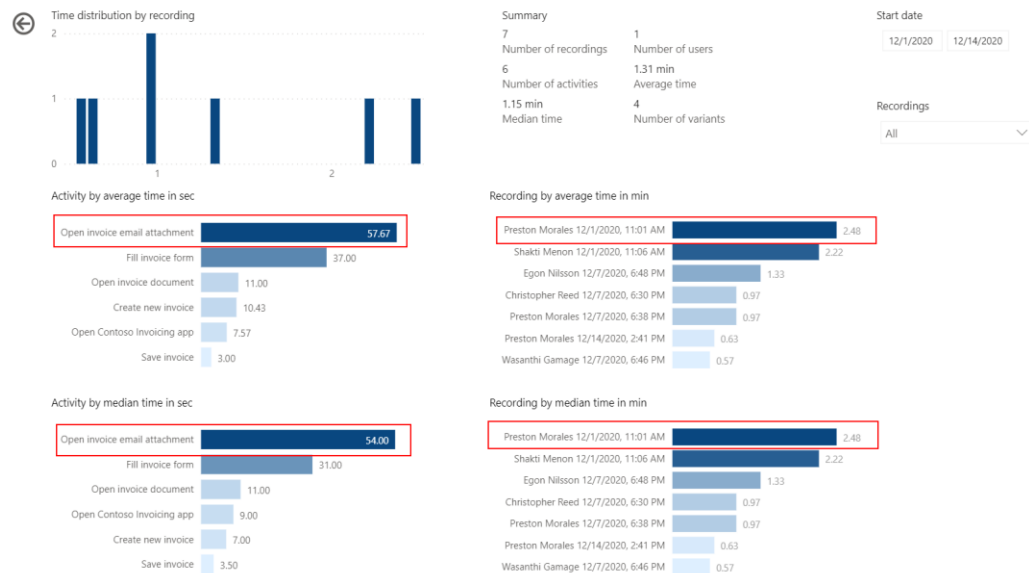 Time distribution by recording
2
1
0
1
2
Summary
7
Number of recordings
1
Number of users
6
Number of activities
1.31 min
Average time
1.15 min
Median time
4
Number of variants
Start date
12/1/2020
12/14/2020
Recordings
All
Activity by average time in sec
Open invoice email attachment 57.67
Fill invoice form 37.00
Open invoice document 11.00
Create new invoice 10.43
Open Contoso Invoicing app 7.57
Save invoice 3.00
Recording by average time in min
Preston Morales 12/1/2020, 11:01 AM 2.48
Shakti Menon 12/1/2020, 11:06 AM 2.22
Egon Nilsson 12/7/2020, 6:48 PM 1.33
Christopher Reed 12/7/2020, 6:30 PM 0.97
Preston Morales 12/7/2020, 6:38 PM 0.97
Preston Morales 12/14/2020, 2:41 PM 0.63
Wasanthi Gamage 12/7/2020, 6:46 PM 0.57
Activity by median time in sec
Open invoice email attachment 54.00
Fill invoice form 31.00
Open invoice document 11.00
Open Contoso Invoicing app 9.00
Create new invoice 7.00
Save invoice 3.50
Recording by median time in min
Preston Morales 12/1/2020, 11:01 AM 2.48
Shakti Menon 12/1/2020, 11:06 AM 2.22
Egon Nilsson 12/7/2020, 6:48 PM 1.33
Christopher Reed 12/7/2020, 6:30 PM 0.97
Preston Morales 12/7/2020, 6:38 PM 0.97
Preston Morales 12/14/2020, 2:41 PM 0.63
Wasanthi Gamage 12/7/2020, 6:46 PM 0.57